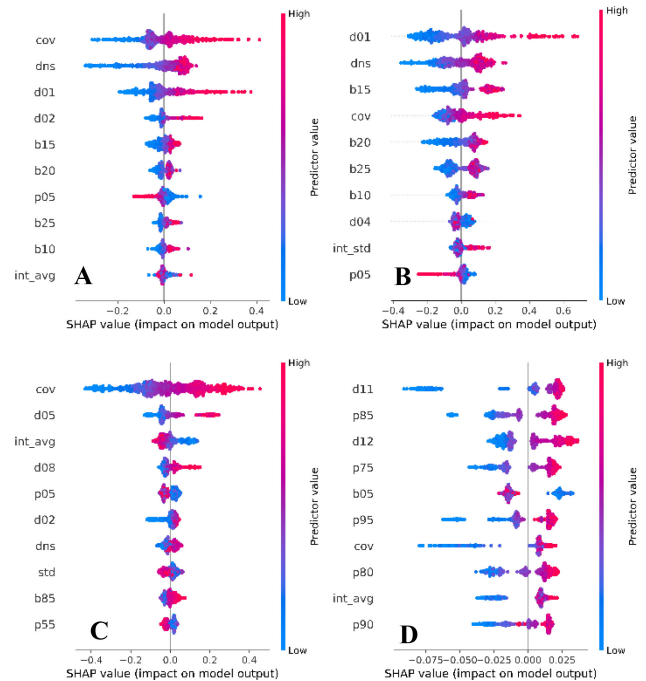 High
cov
dns
d01
d02
b15
b20
p05
b25
b10
int_avg
A
Predictor value
Low
-0.2 0.0 0.2 0.4
SHAP value (impact on model output)
High
d01
dns
b15
cov
b20
b25
b10
d04
int_std
p05
B
Predictor value
Low
-0.4 -0.2 0.0 0.2 0.4 0.6
SHAP value (impact on model output)
High
cov
d05
int_avg
d08
p05
d02
dns
std
b85
p55
C
Predictor value
Low
-0.4 -0.2 0.0 0.2 0.4
SHAP value (impact on model output)
High
d11
p85
d12
p75
b05
p95
cov
p80
int_avg
p90
D
Predictor value
Low
-0.075 -0.050 -0.025 0.000 0.025
SHAP value (impact on model output)